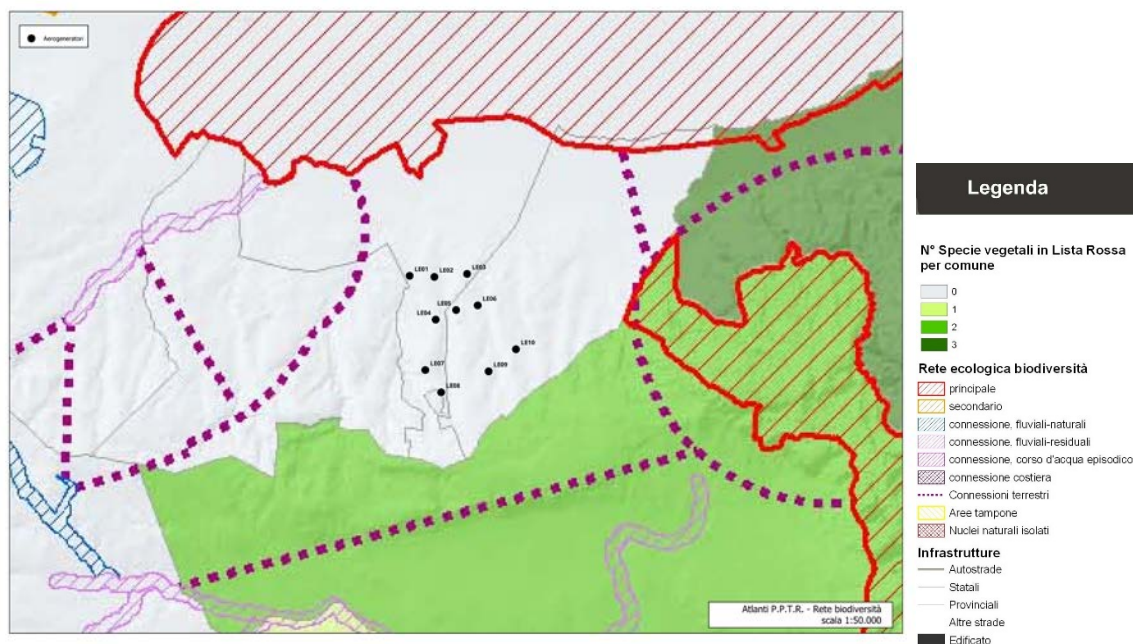 Aerogeneratori
LE01
LE02
LE03
LE05
LE06
LE04
LE10
LE07
LE09
LE08
Atlanti P.P.T.R. - Rete biodiversità
scala 1:50.000
Legenda
N° Specie vegetali in Lista Rossa
per comune
0
1
2
3
Rete ecologica biodiversità
principale
secondario
connessione, fluviali-naturali
connessione, fluviali-residuali
connessione, corso d'acqua episodico
connessione costiera
Connessioni terrestri
Aree tampone
Nuclei naturali isolati
Infrastrutture
Autostrade
Statali
Provinciali
Altre strade
Edificato